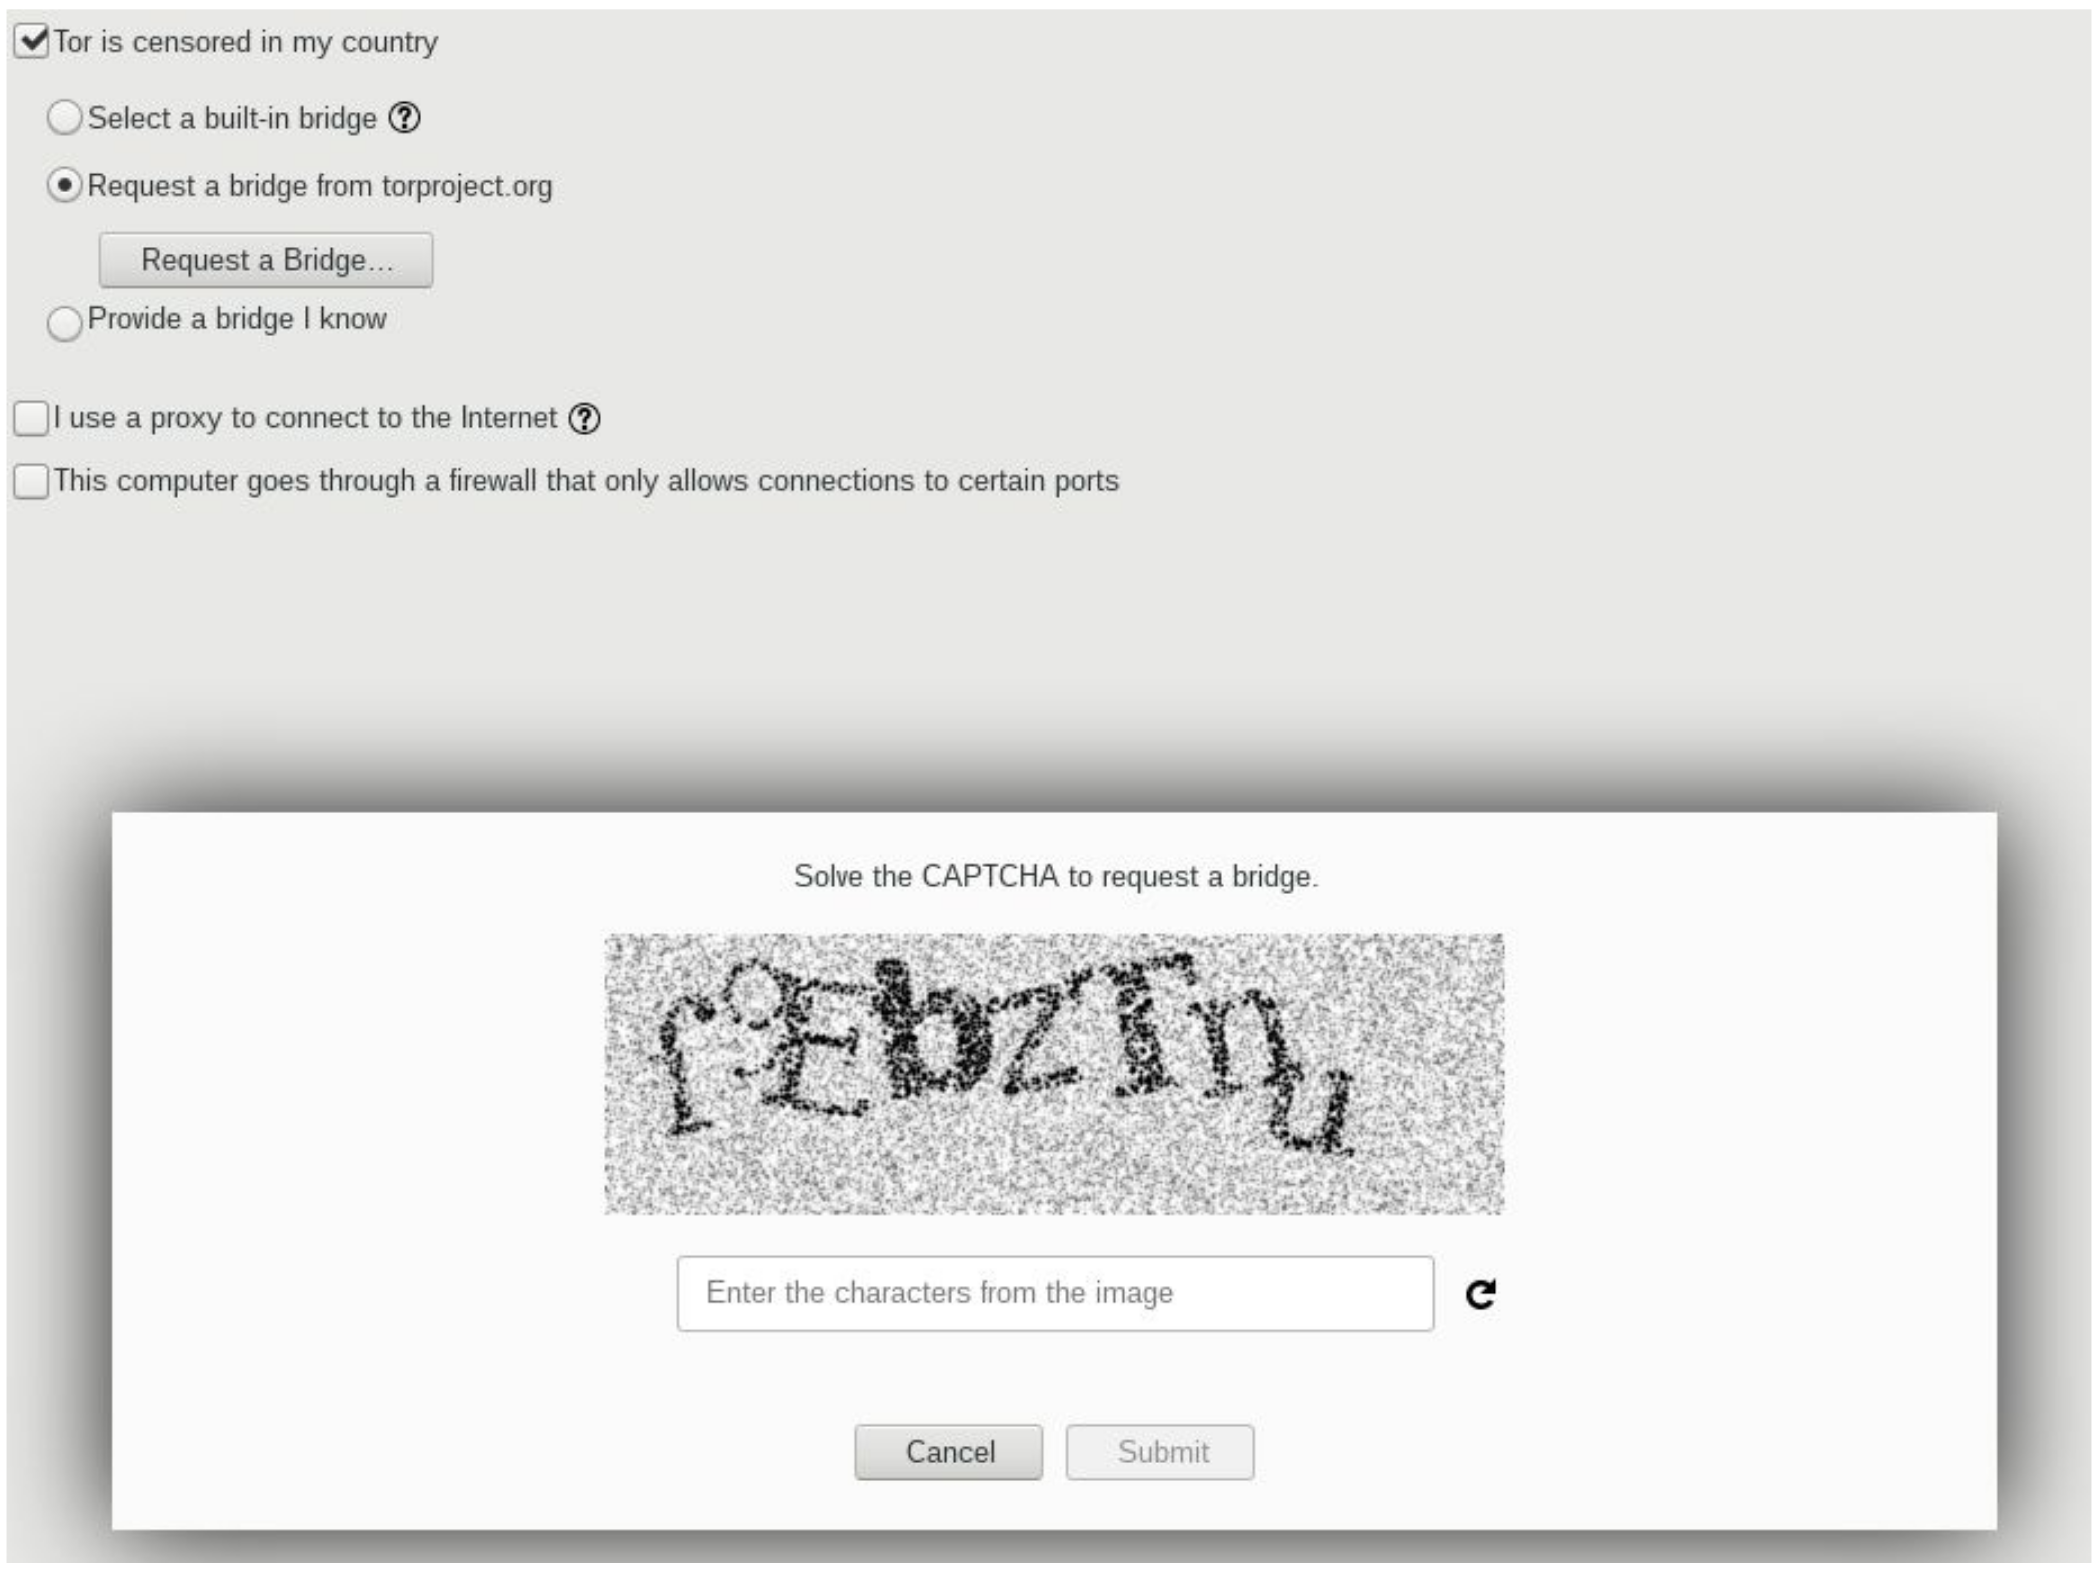 Tor is censored in my country
Select a built-in bridge ?
Request a bridge from torproject.org
Request a Bridge...
Provide a bridge I know
I use a proxy to connect to the Internet ?
This computer goes through a firewall that only allows connections to certain ports
Solve the CAPTCHA to request a bridge.
Enter the characters from the image
Cancel Submit